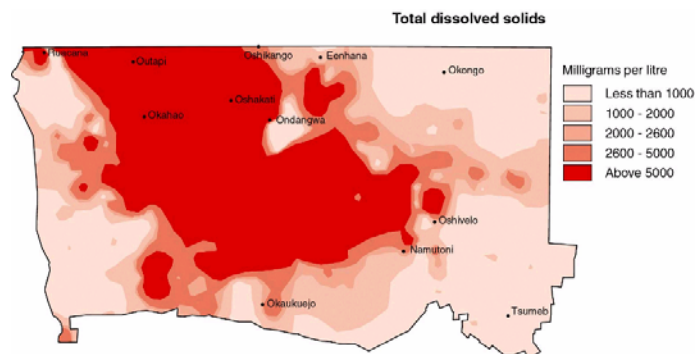 Total dissolved solids
Ruacana
Outapi
Oshikango
Eenhana
Okongo
Oshakati
Okahao
Ondangwa
Milligrams per litre
Less than 1000
1000 - 2000
2000 - 2600
2600 - 5000
Above 5000
Oshivelo
Namutoni
Okaukuejo
Tsumeb